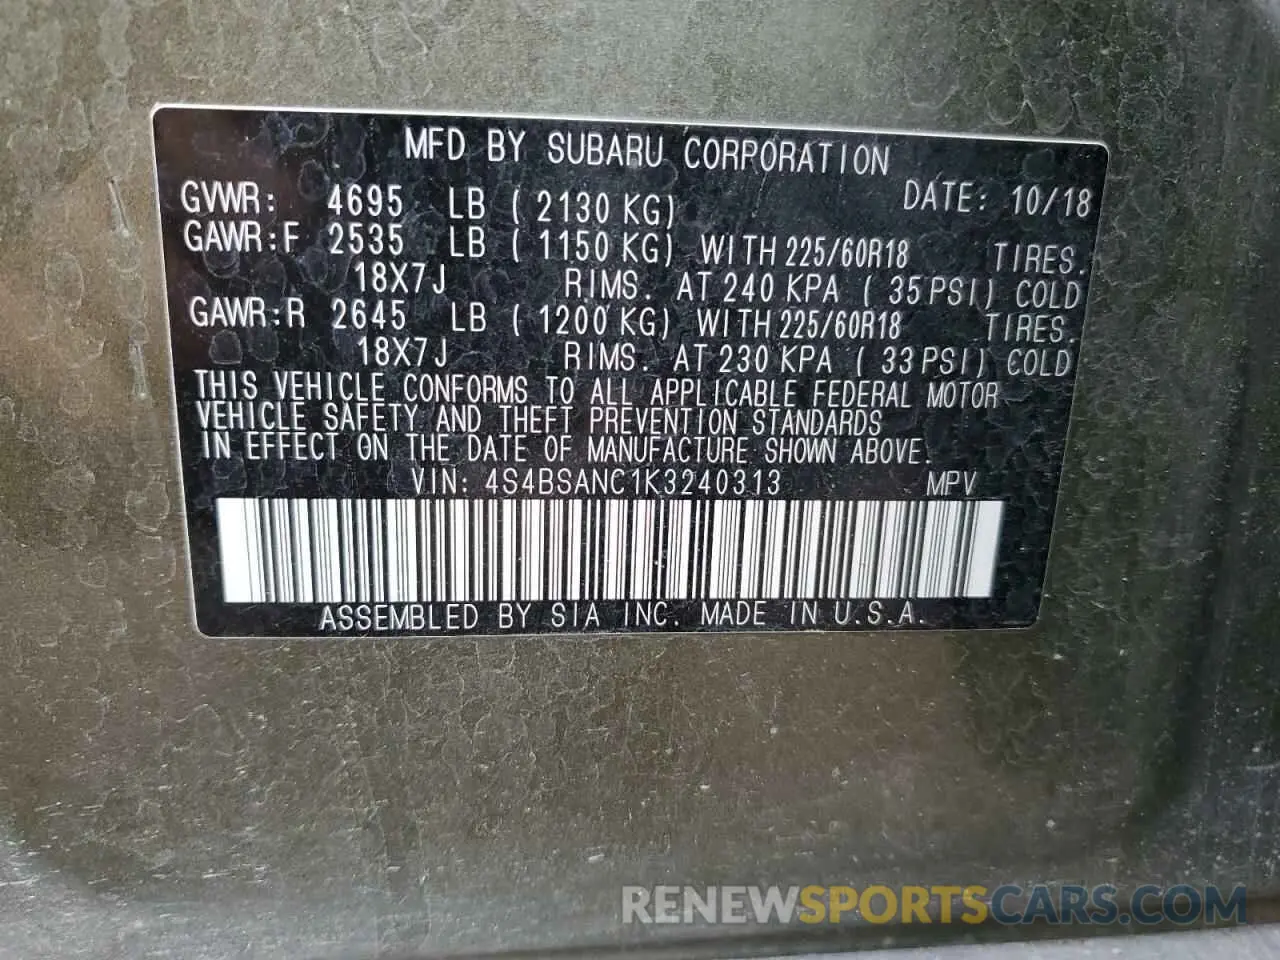 MFD BY SUBARU CORPORATION
GVWR: 4695 LB ( 2130 KG) DATE: 10/18
GAWR:F 2535 LB ( 1150 KG) WITH 225/60R18 TIRES.
18X7J RIMS. AT 240 KPA ( 35 PSI) COLD
GAWR:R 2645 LB ( 1200 KG) WITH 225/60R18 TIRES.
18X7J RIMS. AT 230 KPA ( 33 PSI) COLD
THIS VEHICLE CONFORMS TO ALL APPLICABLE FEDERAL MOTOR
VEHICLE SAFETY AND THEFT PREVENTION STANDARDS
IN EFFECT ON THE DATE OF MANUFACTURE SHOWN ABOVE.
VIN: 4S4BSANC1K3240313 MPV
ASSEMBLED BY SIA INC. MADE IN U.S.A.
RENEWSPORTSCARS.COM